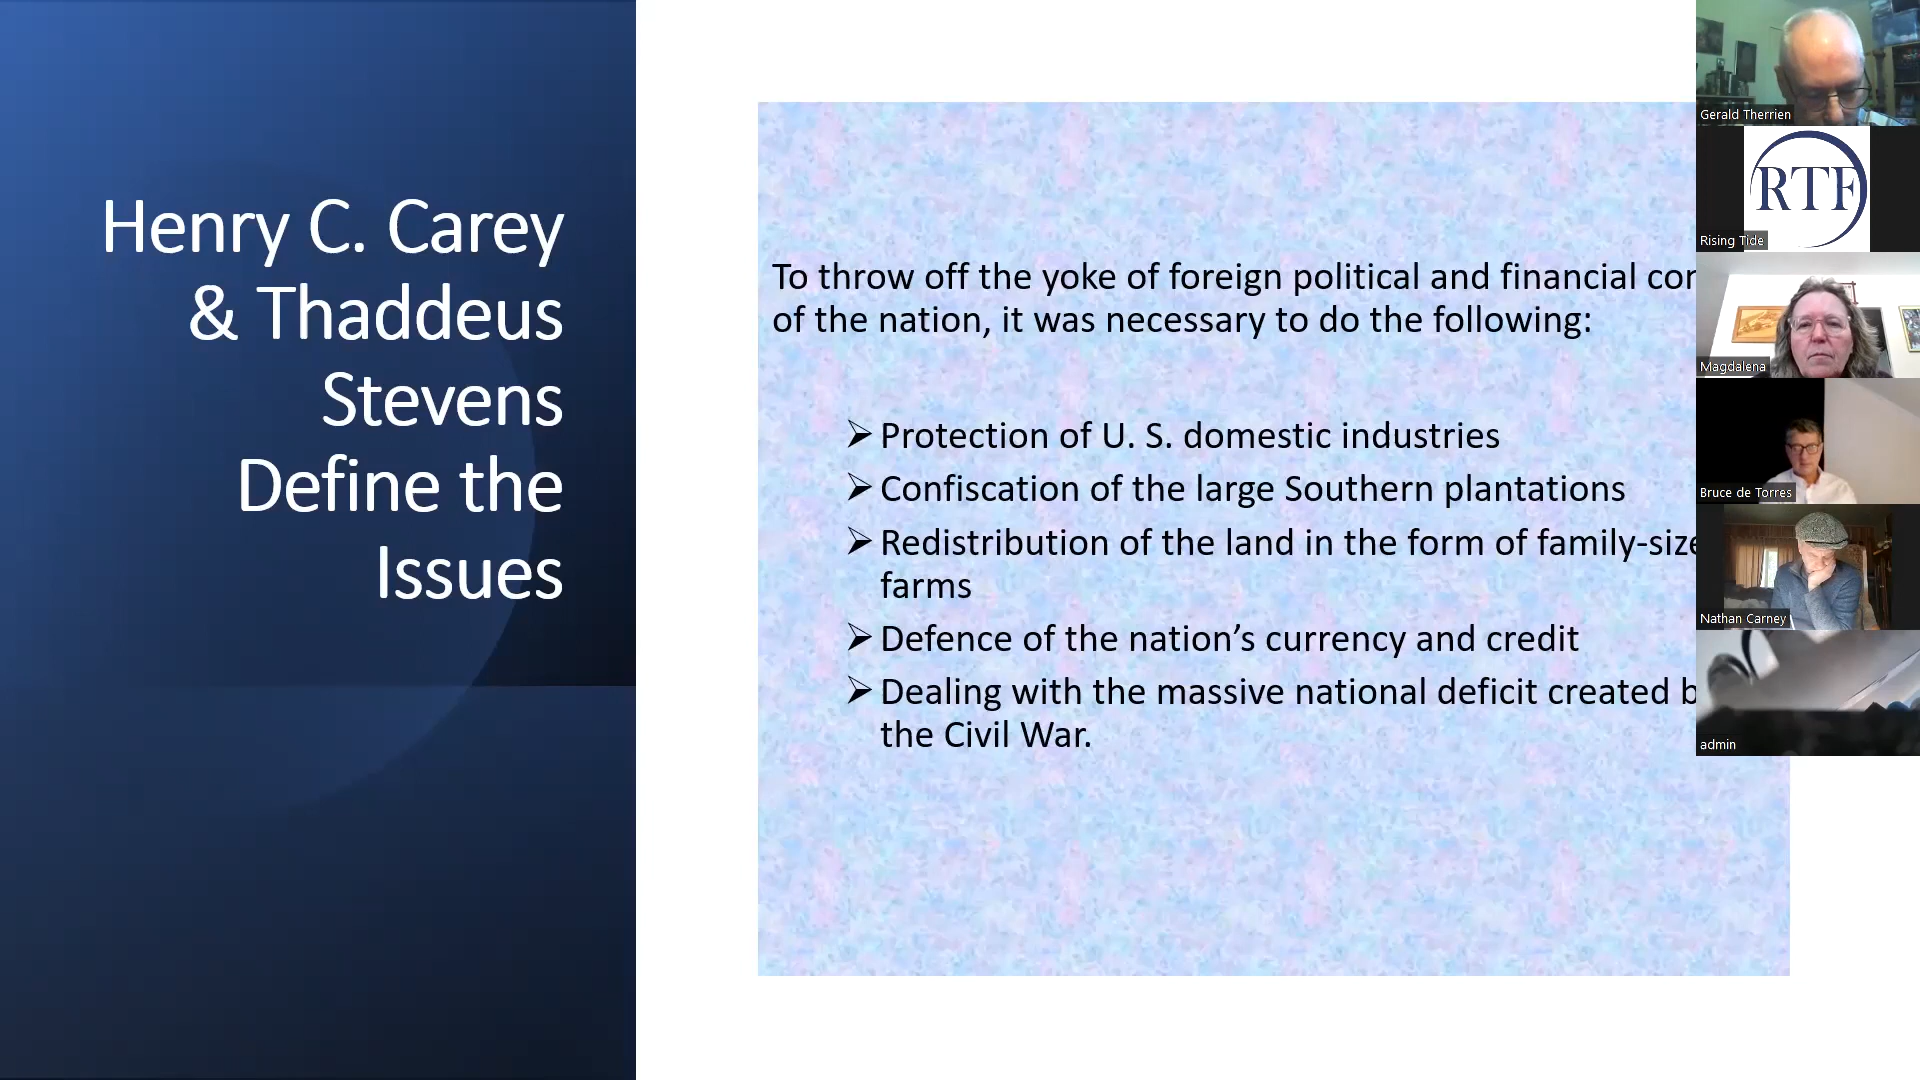 Henry C. Carey
& Thaddeus
Stevens
Define the
Issues
To throw off the yoke of foreign political and financial
of the nation, it was necessary to do the following:
Protection of U. S. domestic industries
Confiscation of the large Southern plantations
Redistribution of the land in the form of
farms
Defence of the nation’s currency and credit
Dealing with the massive national deficit created
the Civil War.
Gerald Therrien
RTF
Rising Tide
Magdalena
Bruce de Torres
Nathan Carney
admin